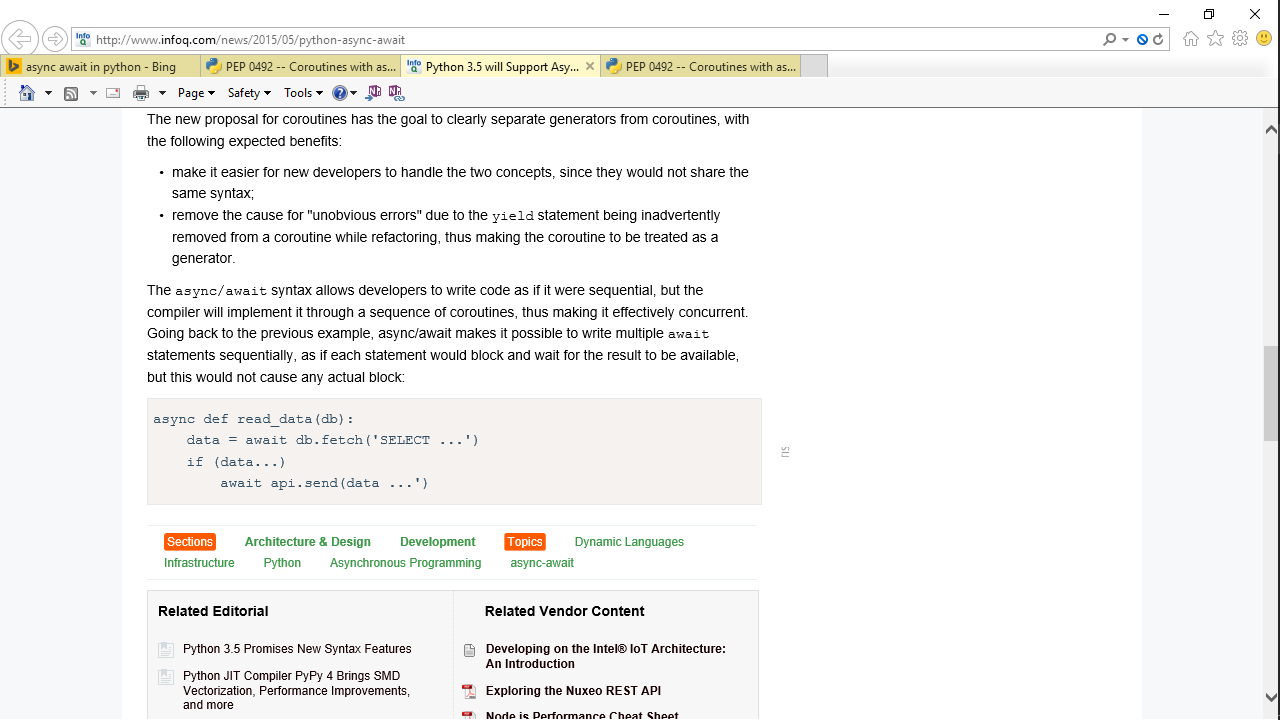 http://www.infoq.com/news/2015/05/python-async-await
async await in python - Bing
PEP 0492 -- Coroutines with as...
Python 3.5 will Support Asy...
PEP 0492 -- Coroutines with as...
Page Safety Tools
The new proposal for coroutines has the goal to clearly separate generators from coroutines, with
the following expected benefits:
• make it easier for new developers to handle the two concepts, since they would not share the
same syntax;
• remove the cause for "unobvious errors" due to the yield statement being inadvertently
removed from a coroutine while refactoring, thus making the coroutine to be treated as a
generator.
The async/await syntax allows developers to write code as if it were sequential, but the
compiler will implement it through a sequence of coroutines, thus making it effectively concurrent.
Going back to the previous example, async/await makes it possible to write multiple await
statements sequentially, as if each statement would block and wait for the result to be available,
but this would not cause any actual block:
async def read_data(db):
    data = await db.fetch('SELECT ...')
    if (data...)
        await api.send(data ...')
Sections Architecture & Design Development Topics Dynamic Languages
Infrastructure Python Asynchronous Programming async-await
Related Editorial
Python 3.5 Promises New Syntax Features
Python JIT Compiler PyPy 4 Brings SMD
Vectorization, Performance Improvements,
and more
Related Vendor Content
Developing on the Intel® IoT Architecture:
An Introduction
Exploring the Nuxeo REST API
Node.js Performance Cheat Sheet